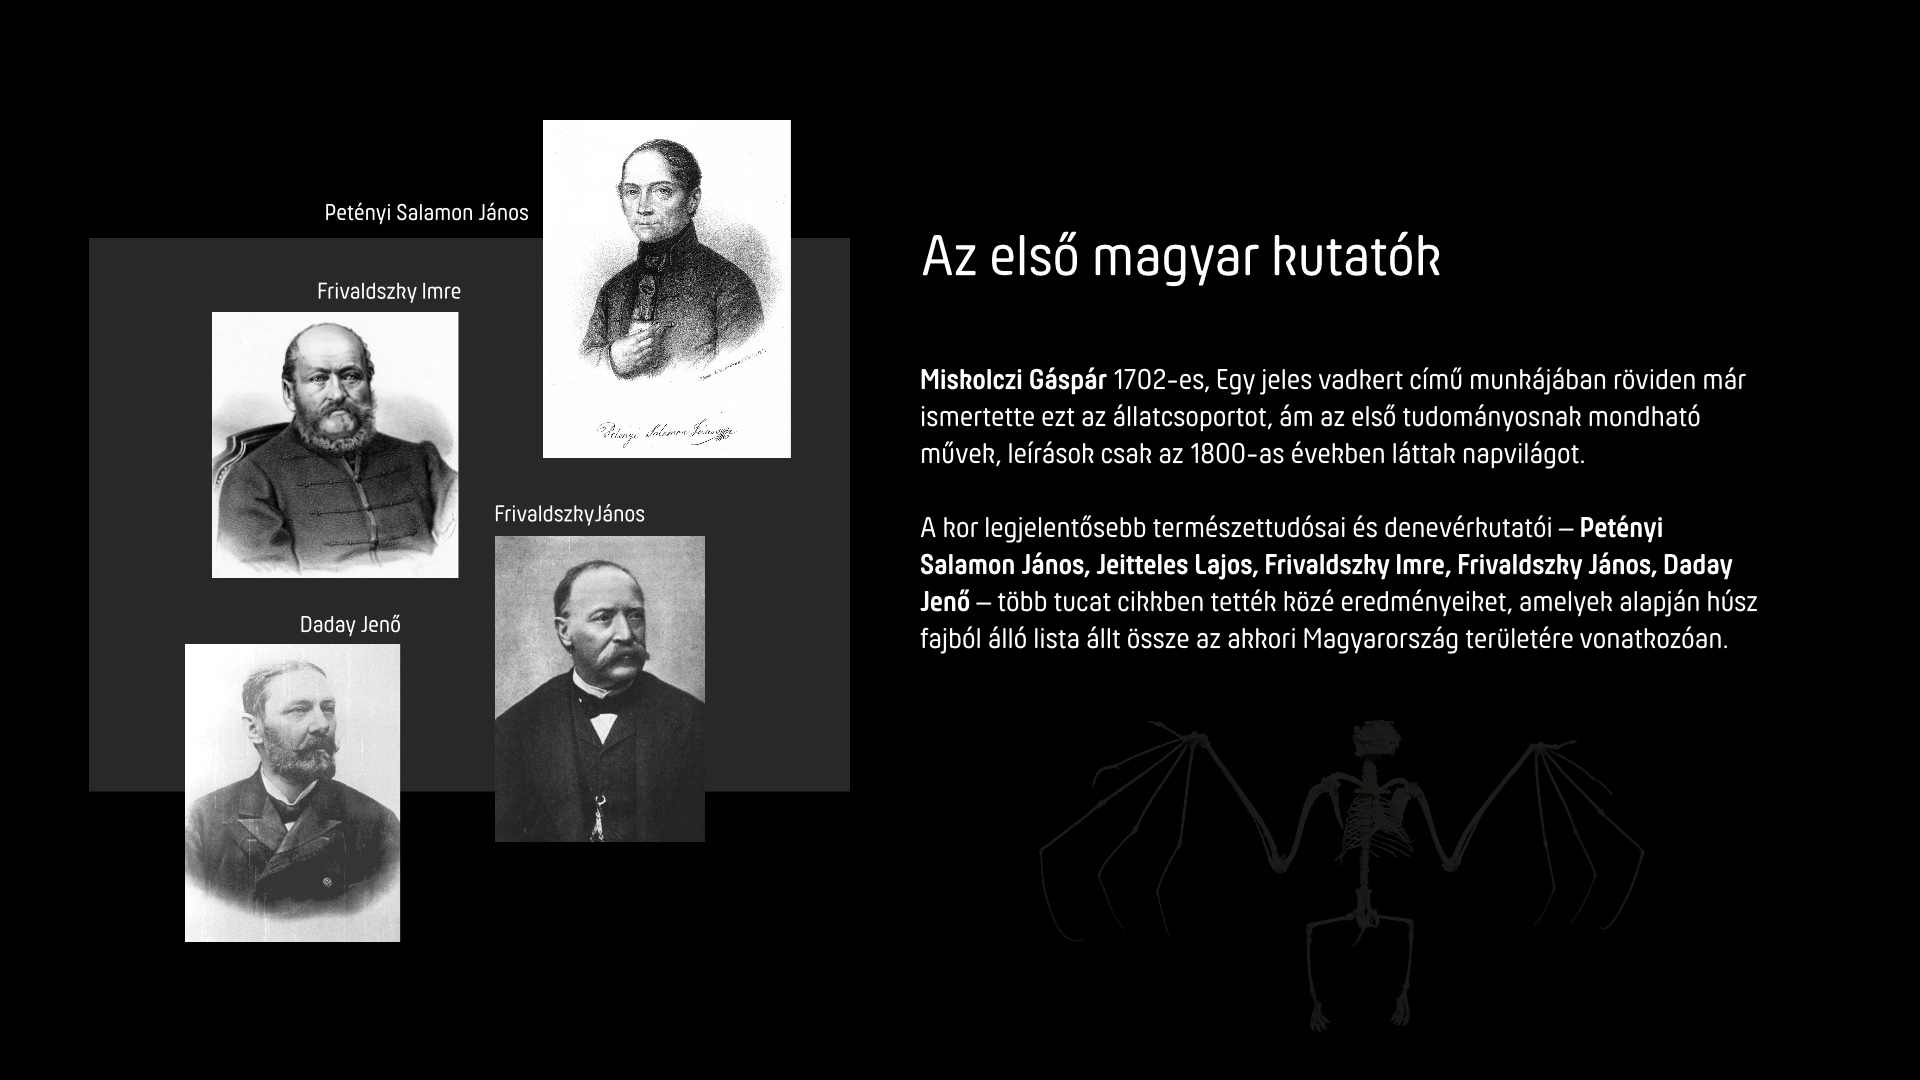 Petényi Salamon János
Frivaldszky Imre
Petényi Salamon János
FrivaldszkyJános
Daday Jenő
Az első magyar kutatók
Miskolczi Gáspár 1702-es, Egy jeles vadkert című munkájában röviden már
ismertette ezt az állatcsoportot, ám az első tudományosnak mondható
művek, leírások csak az 1800-as években láttak napvilágot.
A kor legjelentősebb természettudósai és denevérkutatói – Petényi
Salamon János, Jeitteles Lajos, Frivaldszky Imre, Frivaldszky János, Daday
Jenő – több tucat cikkben tették közé eredményeiket, amelyek alapján húsz
fajból álló lista állt össze az akkori Magyarország területére vonatkozóan.